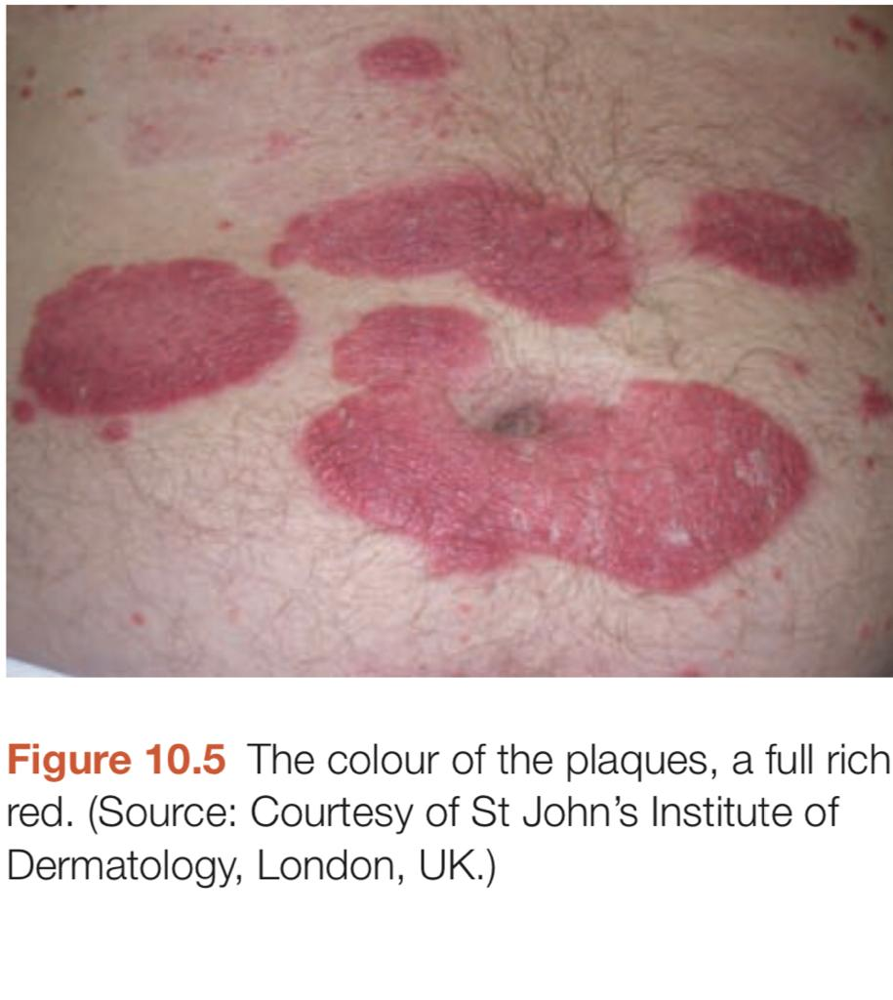 Figure 10.5 The colour of the plaques, a full rich
red. (Source: Courtesy of St John’s Institute of
Dermatology, London, UK.)